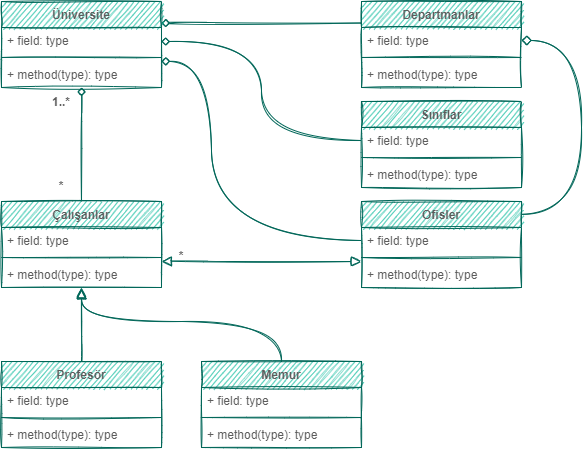 Üniversite
+ field: type
+ method(type): type
Departmanlar
+ field: type
+ method(type): type
1..*
*
Sınıflar
+ field: type
+ method(type): type
Çalışanlar
+ field: type
+ method(type): type
*
Ofisler
+ field: type
+ method(type): type
Profesör
+ field: type
+ method(type): type
Memur
+ field: type
+ method(type): type